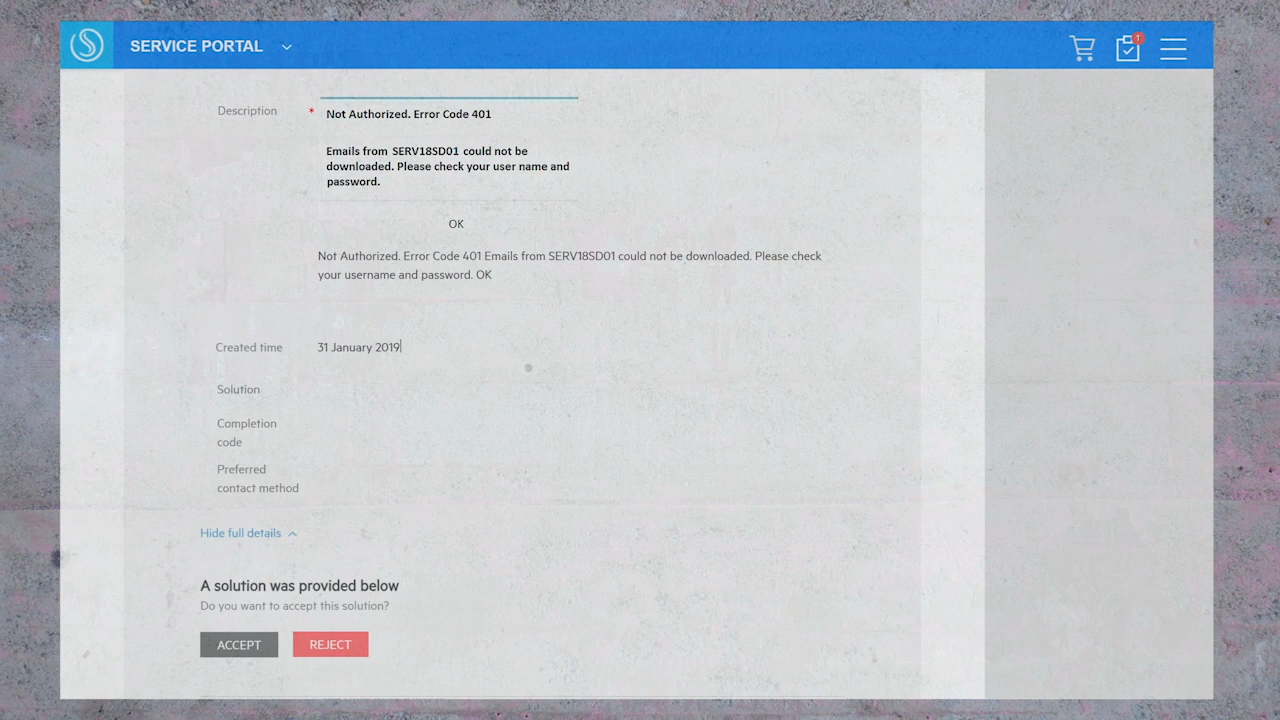 SERVICE PORTAL
1
Description * Not Authorized. Error Code 401
Emails from SERV18SD01 could not be
downloaded. Please check your user name and
password.
OK
Not Authorized. Error Code 401 Emails from SERV18SD01 could not be downloaded. Please check
your username and password. OK
Created time 31 January 2019
Solution
Completion
code
Preferred
contact method
Hide full details
A solution was provided below
Do you want to accept this solution?
ACCEPT REJECT